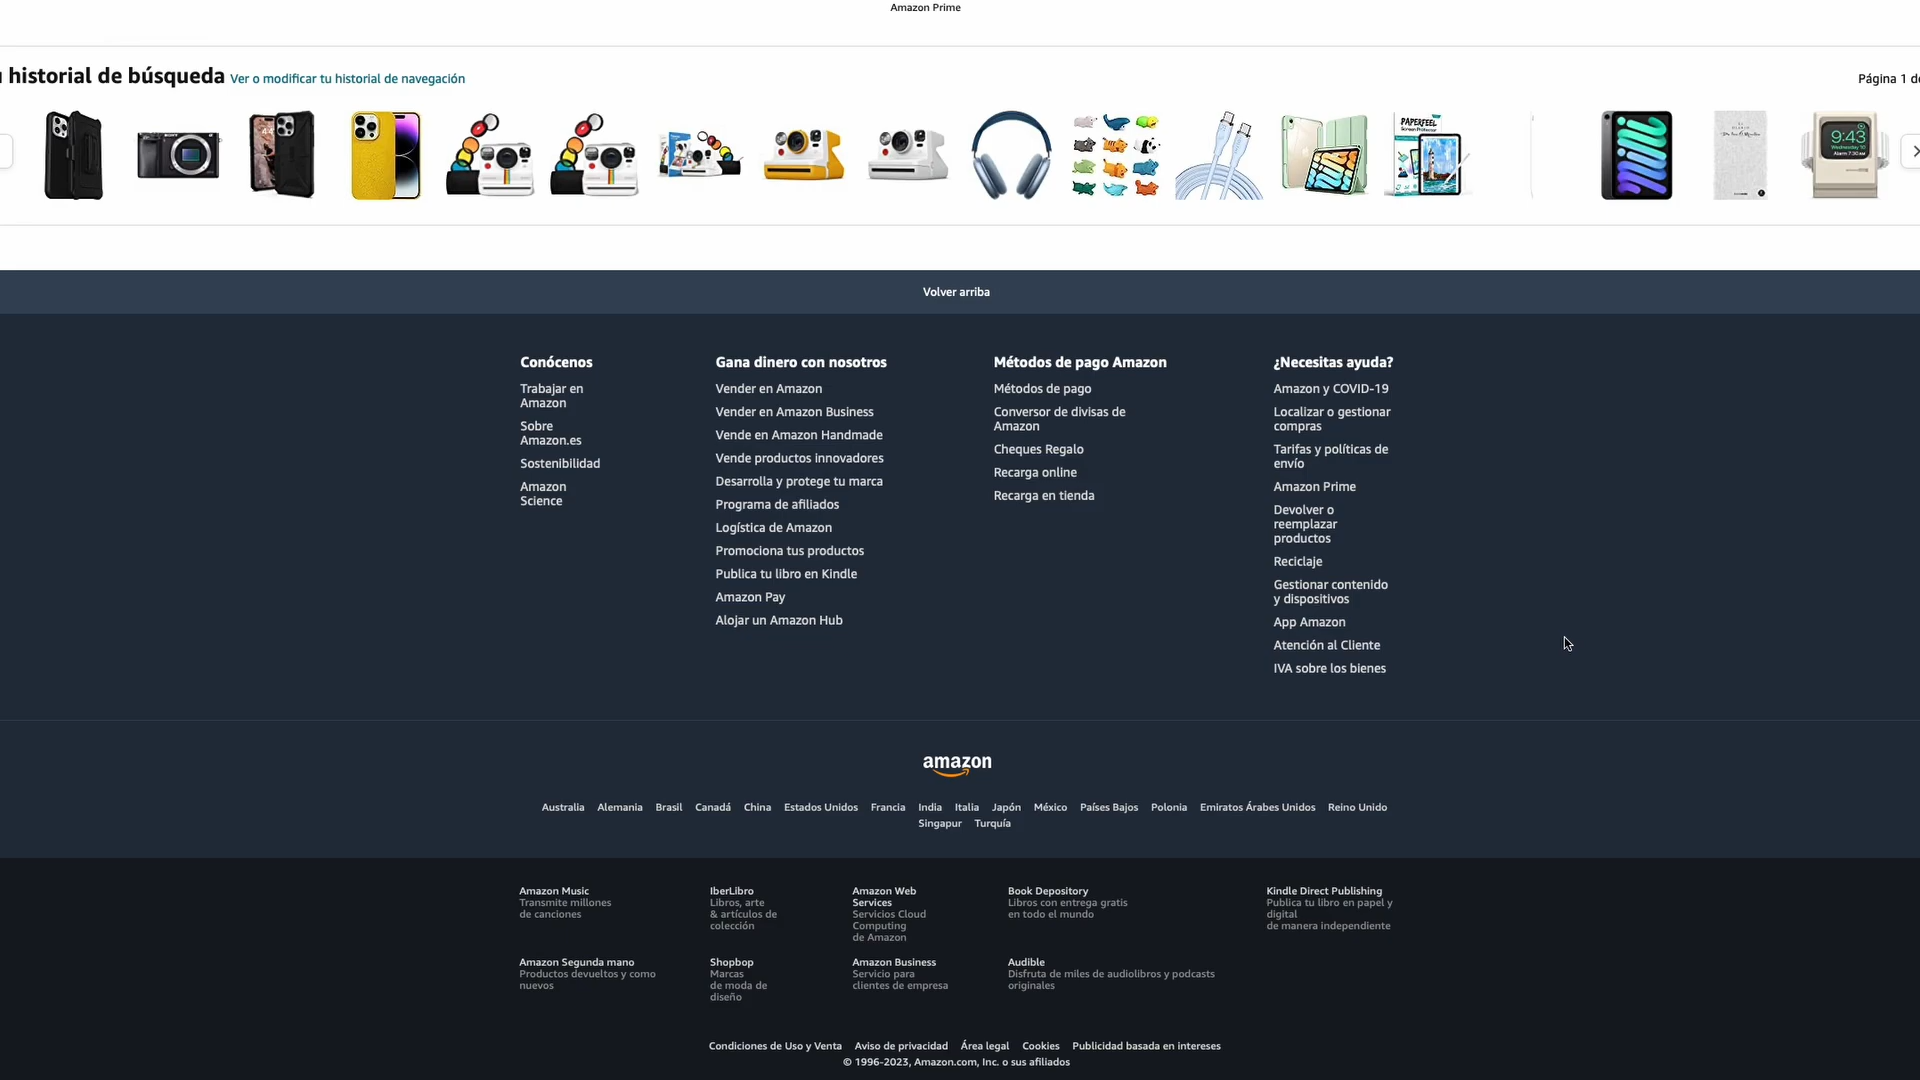 Amazon Prime
historial de búsqueda Ver o modificar tu historial de navegación
Página 1 de
PAPERFEEL
Screen Protector
9:43
Volver arriba
Conócenos
Trabajar en
Amazon
Sobre
Amazon.es
Sostenibilidad
Amazon
Science
Gana dinero con nosotros
Vender en Amazon
Vender en Amazon Business
Vende en Amazon Handmade
Vende productos innovadores
Desarrolla y protege tu marca
Programa de afiliados
Logística de Amazon
Promociona tus productos
Publica tu libro en Kindle
Amazon Pay
Alojar un Amazon Hub
Métodos de pago Amazon
Métodos de pago
Conversor de divisas de
Amazon
Cheques Regalo
Recarga online
Recarga en tienda
¿Necesitas ayuda?
Amazon y COVID-19
Localizar o gestionar
compras
Tarifas y políticas de
envío
Amazon Prime
Devolver o
reemplazar
productos
Reciclaje
Gestionar contenido
y dispositivos
App Amazon
Atención al Cliente
IVA sobre los bienes
amazon
Australia Alemania Brasil Canadá China Estados Unidos Francia India Italia Japón México Países Bajos Polonia Emiratos Árabes Unidos Reino Unido
Singapur Turquía
Amazon Music
Transmite millones
de canciones
IberLibro
Libros, arte
& artículos de
colección
Amazon Web
Services
Servicios Cloud
Computing
de Amazon
Book Depository
Libros con entrega gratis
en todo el mundo
Kindle Direct Publishing
Publica tu libro en papel y
digital
de manera independiente
Amazon Segunda mano
Productos devueltos y como
nuevos
Shopbop
Marcas
de moda de
diseño
Amazon Business
Servicio para
clientes de empresa
Audible
Disfruta de miles de audiolibros y podcasts
originales
Condiciones de Uso y Venta Aviso de privacidad Área legal Cookies Publicidad basada en intereses
© 1996-2023, Amazon.com, Inc. o sus afiliados